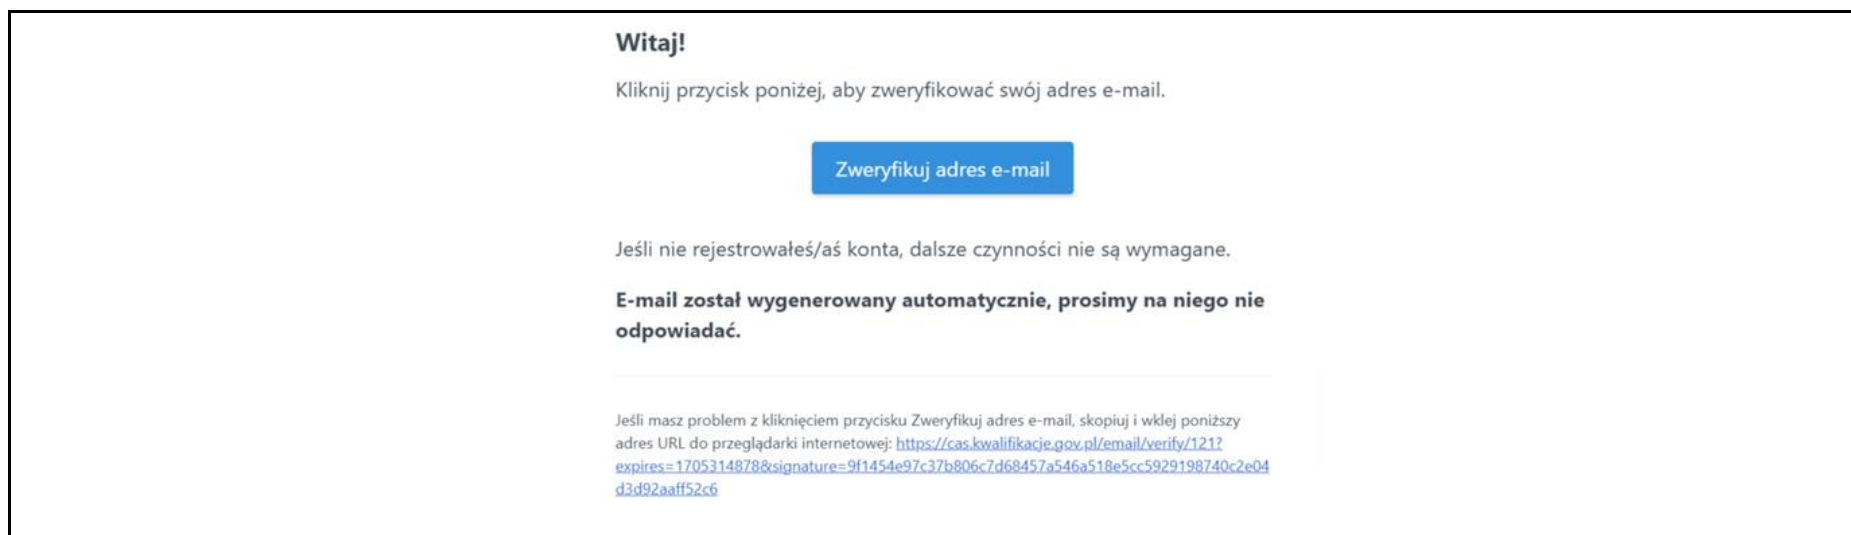 Witaj!
Kliknij przycisk poniżej, aby zweryfikować swój adres e-mail.
Zweryfikuj adres e-mail
Jeśli nie rejestrowałeś/aś konta, dalsze czynności nie są wymagane.
E-mail został wygenerowany automatycznie, prosimy na niego nie
odpowiadać.
Jeśli masz problem z kliknięciem przycisku Zweryfikuj adres e-mail, skopiuj i wklej poniższy
adres URL do przeglądarki internetowej: https://cas.kwalifikacje.gov.pl/email/verify/121?
expires=1705314878&signature=9f1454e97c37b806c7d68457a546a518e5cc5929198740c2e04
d3d92aaff52c6